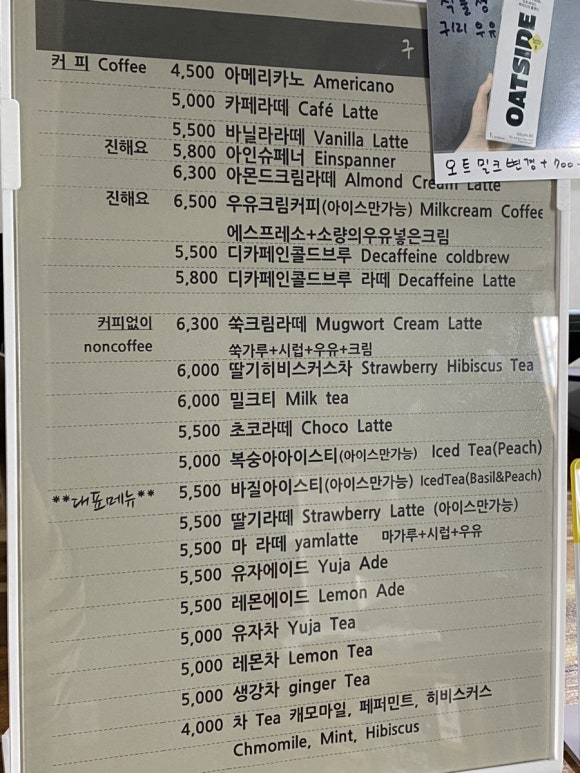 구
식물성
귀리 우유
OATSIDE
오트 밀크 변경 + 700-
커 피 Coffee 4,500 아메리카노 Americano
5,000 카페라떼 Café Latte
5,500 바닐라라떼 Vanilla Latte
진해요 5,800 아인슈페너 Einspanner
6,300 아몬드크림라떼 Almond Cream Latte
진해요 6,500 우유크림커피(아이스만가능) Milkcream Coffee
에스프레소+소량의우유넣은크림
5,500 디카페인콜드브루 Decaffeine coldbrew
5,800 디카페인콜드브루 라떼 Decaffeine Latte
커피없이 6,300 쑥크림라떼 Mugwort Cream Latte
noncoffee 쑥가루+시럽+우유+크림
6,000 딸기히비스커스차 Strawberry Hibiscus Tea
6,000 밀크티 Milk tea
5,500 초코라떼 Choco Latte
5,000 복숭아아이스티(아이스만가능) Iced Tea(Peach)
**대표메뉴** 5,500 바질아이스티(아이스만가능) IcedTea(Basil&Peach)
5,500 딸기라떼 Strawberry Latte (아이스만가능)
5,500 마 라떼 yamlatte 마가루+시럽+우유
5,500 유자에이드 Yuja Ade
5,500 레몬에이드 Lemon Ade
5,000 유자차 Yuja Tea
5,000 레몬차 Lemon Tea
5,000 생강차 ginger Tea
4,000 차 Tea 캐모마일, 페퍼민트, 히비스커스
Chmomile, Mint, Hibiscus